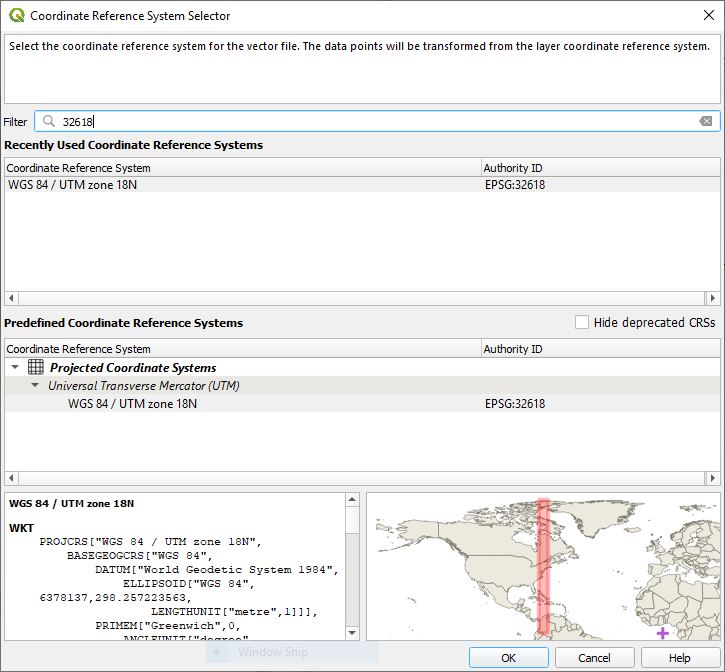 Coordinate Reference System Selector
Select the coordinate reference system for the vector file. The data points will be transformed from the layer coordinate reference system.
Filter 32618
Recently Used Coordinate Reference Systems
Coordinate Reference System Authority ID
WGS 84 / UTM zone 18N EPSG:32618
Predefined Coordinate Reference Systems Hide deprecated CRSs
Coordinate Reference System Authority ID
Projected Coordinate Systems
Universal Transverse Mercator (UTM)
WGS 84 / UTM zone 18N EPSG:32618
WGS 84 / UTM zone 18N
WKT
PROJCRS["WGS 84 / UTM zone 18N",
BASEGEOGCRS["WGS 84",
DATUM["World Geodetic System 1984",
ELLIPSOID["WGS 84",
6378137,298.257223563,
LENGTHUNIT["metre",1]]],
PRIMEM["Greenwich",0,
ANGLEUNIT["degree",
Window Snip
OK Cancel Help